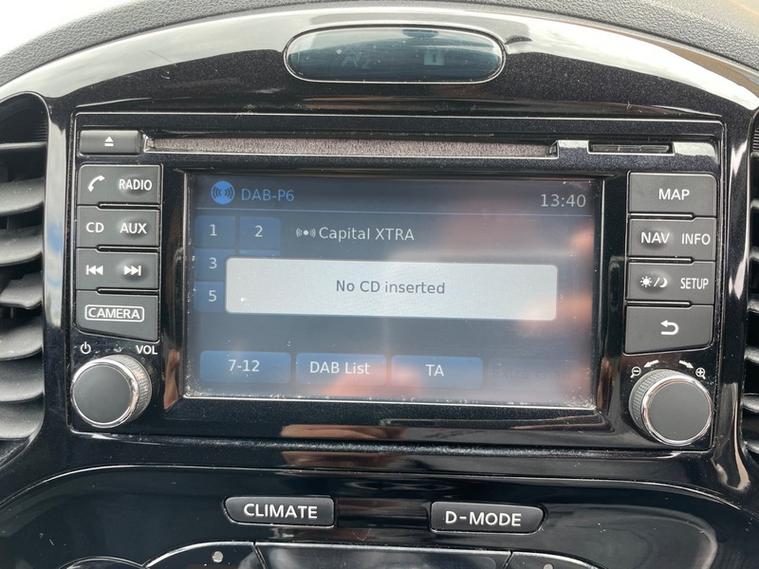 DAB-P6 13:40
1 2 Capital XTRA
3
5
No CD inserted
7-12 DAB List TA
RADIO
CD AUX
CAMERA
VOL
MAP
NAV INFO
SETUP
CLIMATE D-MODE